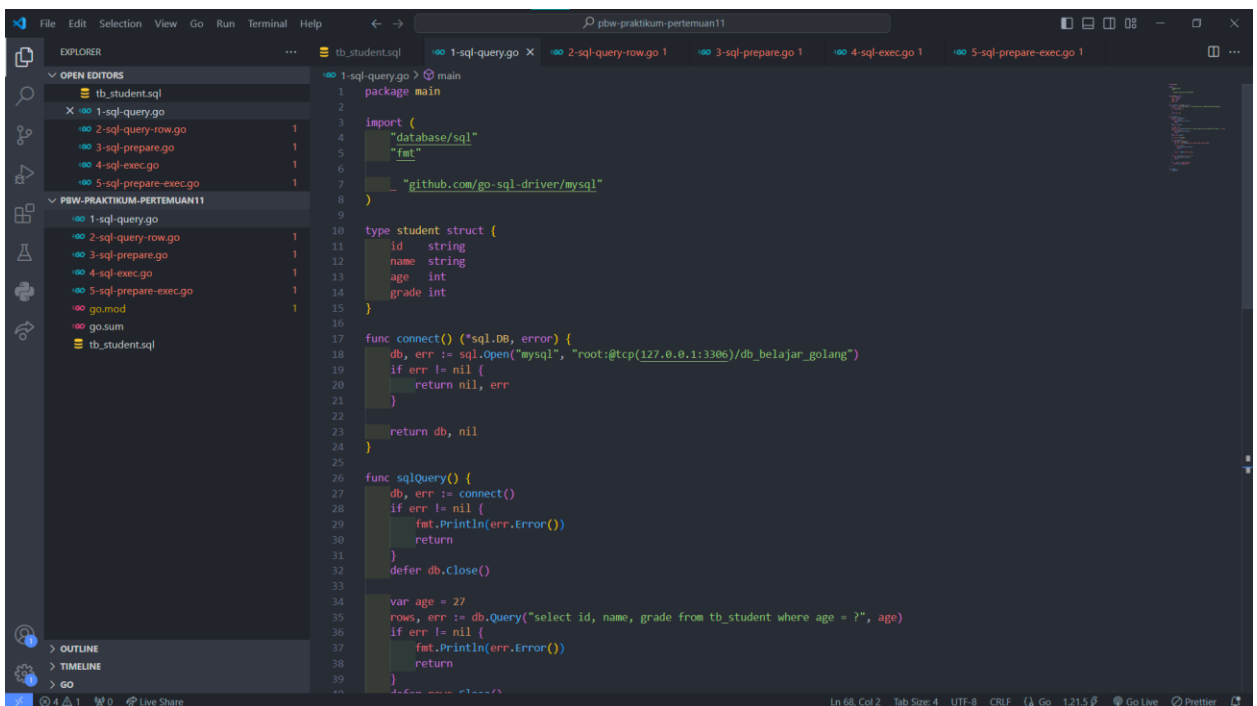 File Edit Selection View Go Run Terminal Help
pbw-praktikum-pertemuan11
EXPLORER
OPEN EDITORS
tb_student.sql
1-sql-query.go
2-sql-query-row.go 1
3-sql-prepare.go 1
4-sql-exec.go 1
5-sql-prepare-exec.go 1
PBW-PRAKTIKUM-PERTEMUAN11
1-sql-query.go
2-sql-query-row.go 1
3-sql-prepare.go 1
4-sql-exec.go 1
5-sql-prepare-exec.go 1
go.mod 1
go.sum
tb_student.sql
OUTLINE
TIMELINE
GO
tb_student.sql 1-sql-query.go 2-sql-query-row.go 1 3-sql-prepare.go 1 4-sql-exec.go 1 5-sql-prepare-exec.go 1
1-sql-query.go > main
1 package main
2
3 import (
4 "database/sql"
5 "fmt"
6
7 _ "github.com/go-sql-driver/mysql"
8 )
9
10 type student struct {
11 id string
12 name string
13 age int
14 grade int
15 }
16
17 func connect() (*sql.DB, error) {
18 db, err := sql.Open("mysql", "root:@tcp(127.0.0.1:3306)/db_belajar_golang")
19 if err != nil {
20 return nil, err
21 }
22
23 return db, nil
24 }
25
26 func sqlQuery() {
27 db, err := connect()
28 if err != nil {
29 fmt.Println(err.Error())
30 return
31 }
32 defer db.Close()
33
34 var age = 27
35 rows, err := db.Query("select id, name, grade from tb_student where age = ?", age)
36 if err != nil {
37 fmt.Println(err.Error())
38 return
39 }
40 defer rows.Close()
4 1 0 Live Share Ln 68, Col 2 Tab Size: 4 UTF-8 CRLF Go 1.21.5 Go Live Prettier